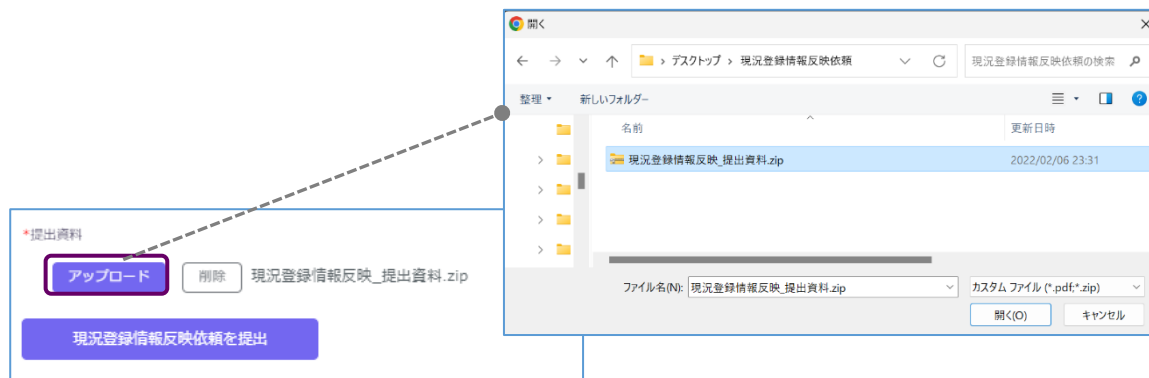 開く
デスクトップ › 現況登録情報反映依頼
現況登録情報反映依頼の検索
整理
新しいフォルダー
名前
更新日時
現況登録情報反映_提出資料.zip
2022/02/06 23:31
ファイル名(N):
現況登録情報反映_提出資料.zip
カスタム ファイル (*.pdf;*.zip)
開く(O)
キャンセル
*提出資料
アップロード
削除
現況登録情報反映_提出資料.zip
現況登録情報反映依頼を提出